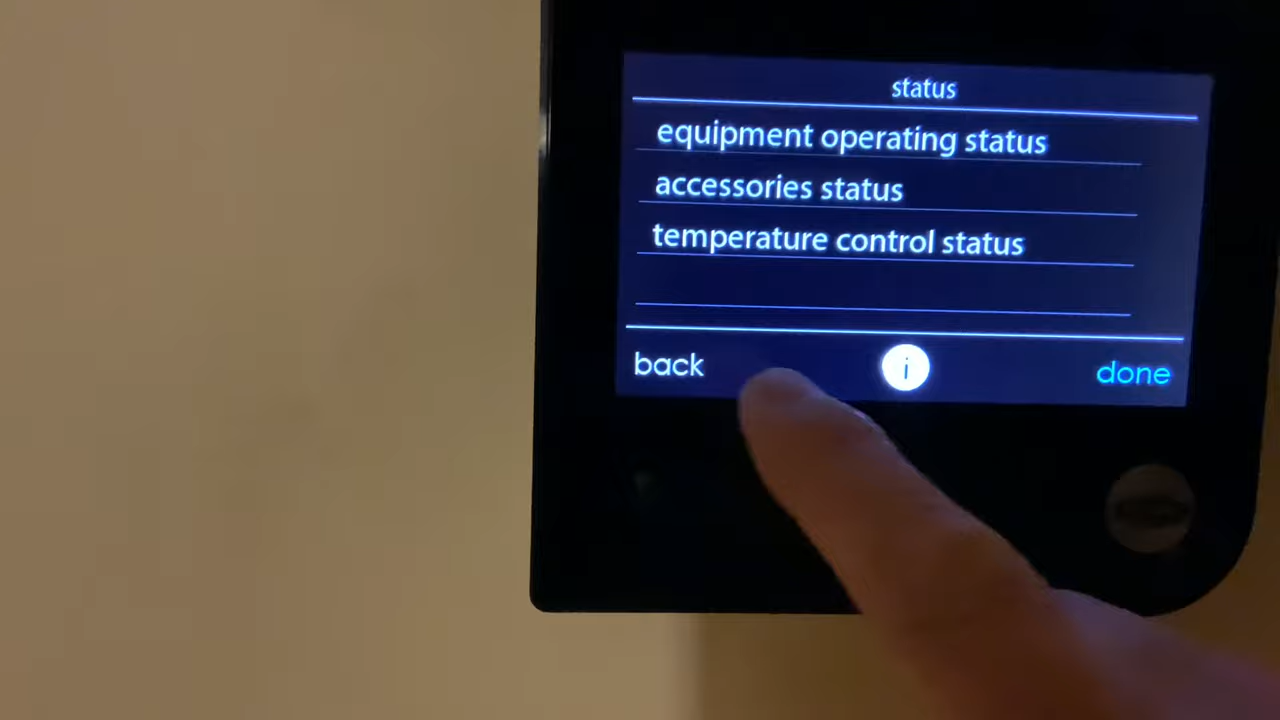 status
equipment operating status
accessories status
temperature control status
back i done